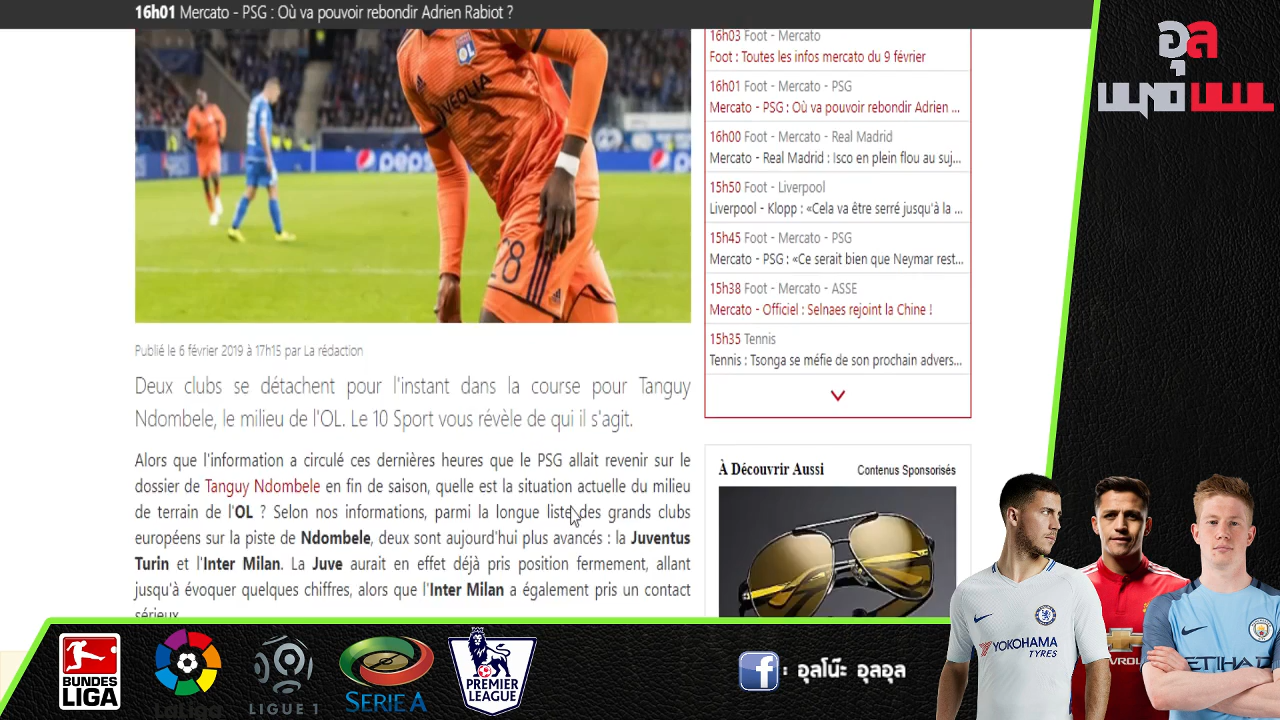 16h01 Mercato - PSG : Où va pouvoir rebondir Adrien Rabiot ?
VEOLIA
28
pepsi
Publié le 6 février 2019 à 17h15 par La rédaction
Deux clubs se détachent pour l'instant dans la course pour Tanguy
Ndombele, le milieu de l'OL. Le 10 Sport vous révèle de qui il s'agit.
Alors que l'information a circulé ces dernières heures que le PSG allait revenir sur le
dossier de Tanguy Ndombele en fin de saison, quelle est la situation actuelle du milieu
de terrain de l'OL ? Selon nos informations, parmi la longue liste des grands clubs
européens sur la piste de Ndombele, deux sont aujourd'hui plus avancés : la Juventus
Turin et l'Inter Milan. La Juve aurait en effet déjà pris position fermement, allant
jusqu'à évoquer quelques chiffres, alors que l'Inter Milan a également pris un contact
sérieux
16h03 Foot - Mercato
Foot : Toutes les infos mercato du 9 février
16h01 Foot - Mercato - PSG
Mercato - PSG : Où va pouvoir rebondir Adrien ...
16h00 Foot - Mercato - Real Madrid
Mercato - Real Madrid : Isco en plein flou au suj...
15h50 Foot - Liverpool
Liverpool - Klopp : «Cela va être serré jusqu'à la ...
15h45 Foot - Mercato - PSG
Mercato - PSG : «Ce serait bien que Neymar rest...
15h38 Foot - Mercato - ASSE
Mercato - Officiel : Selnaes rejoint la Chine !
15h35 Tennis
Tennis : Tsonga se méfie de son prochain advers...
À Découvrir Aussi
Contenus Sponsorisés
อุล
BUNDES
LIGA
LaLiga
LIGUE 1
SERIE A
PREMIER
LEAGUE
: อุลโน๊ะ อุลอุล
YOKOHAMA
TYRES
ETIHAD